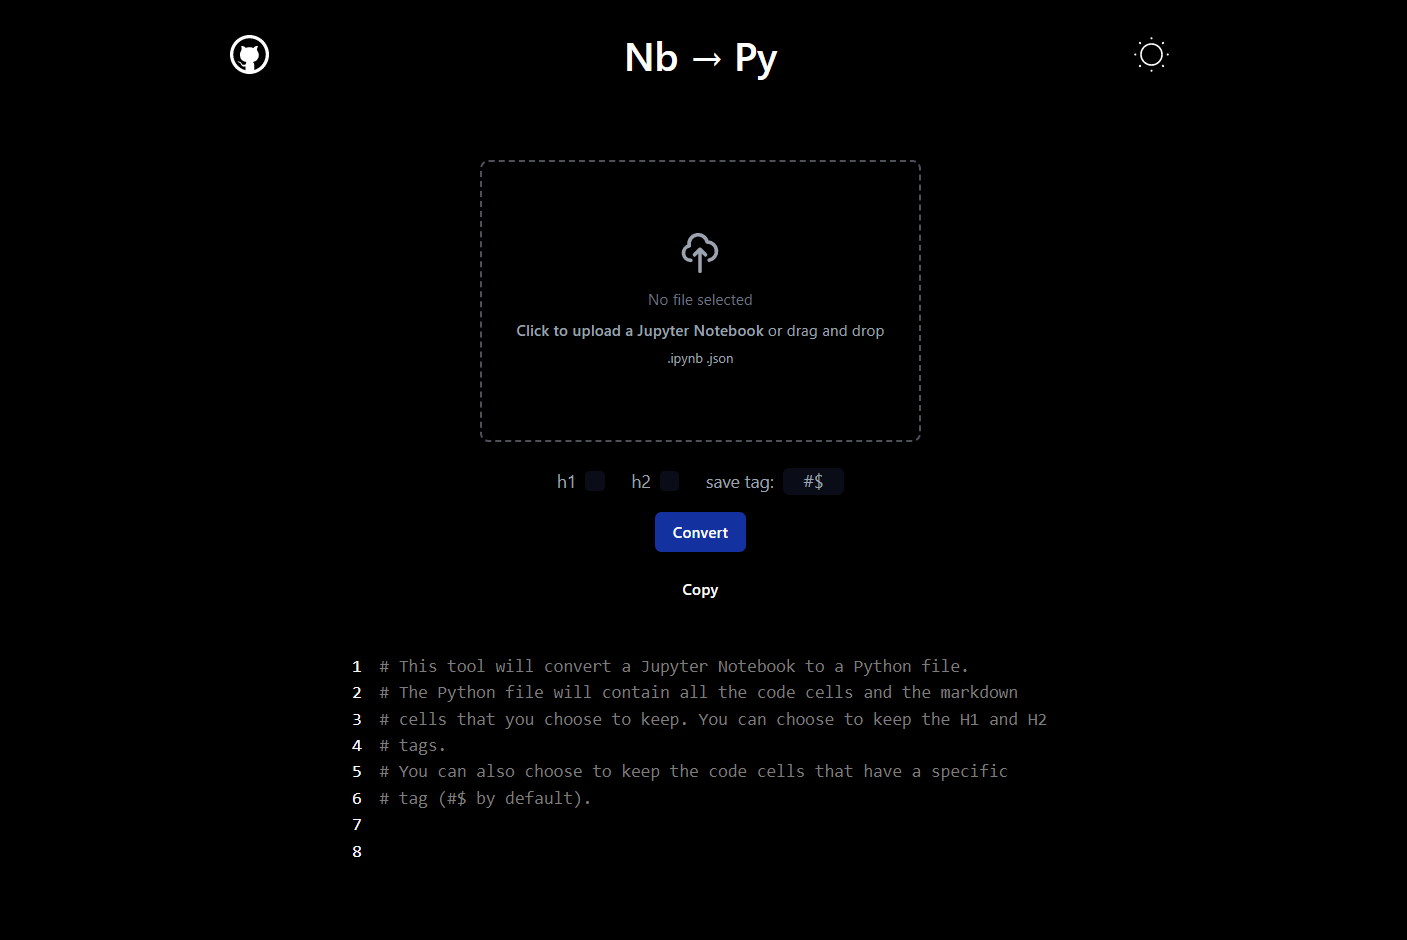 Nb → Py
No file selected
Click to upload a Jupyter Notebook or drag and drop
.ipynb .json
h1 h2 save tag: #$
Convert
Copy
1 # This tool will convert a Jupyter Notebook to a Python file.
2 # The Python file will contain all the code cells and the markdown
3 # cells that you choose to keep. You can choose to keep the H1 and H2
4 # tags.
5 # You can also choose to keep the code cells that have a specific
6 # tag (#$ by default).
7
8